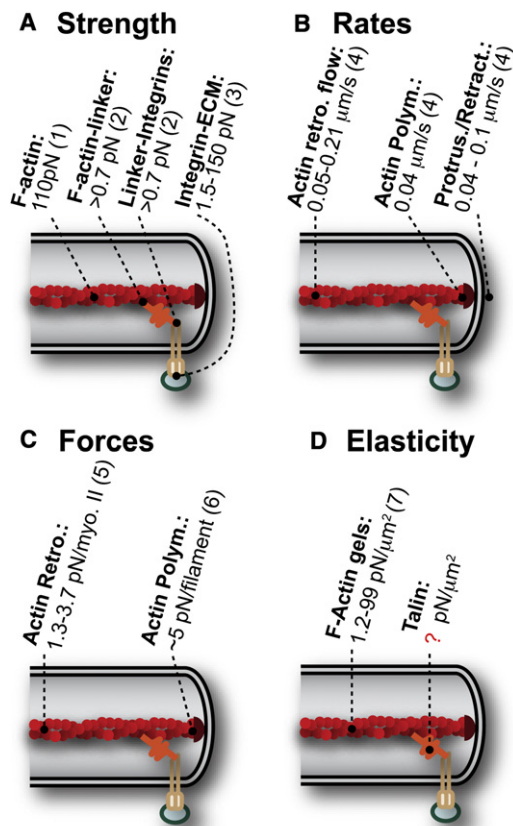 A Strength
F-actin:
110pN (1)
F-actin-linker:
>0.7 pN (2)
Linker-Integrins:
>0.7 pN (2)
Integrin-ECM:
1.5-150 pN (3)
B Rates
Actin retro. flow:
0.05-0.21 μm/s (4)
Actin Polym.:
0.04 μm/s (4)
Protrus./Retract.:
0.04 - 0.1 μm/s (4)
C Forces
Actin Retro.:
1.3-3.7 pN/myo. II (5)
Actin Polym.:
~5 pN/filament (6)
D Elasticity
F-Actin gels:
1.2-99 pN/μm² (7)
Talin:
? pN/μm²